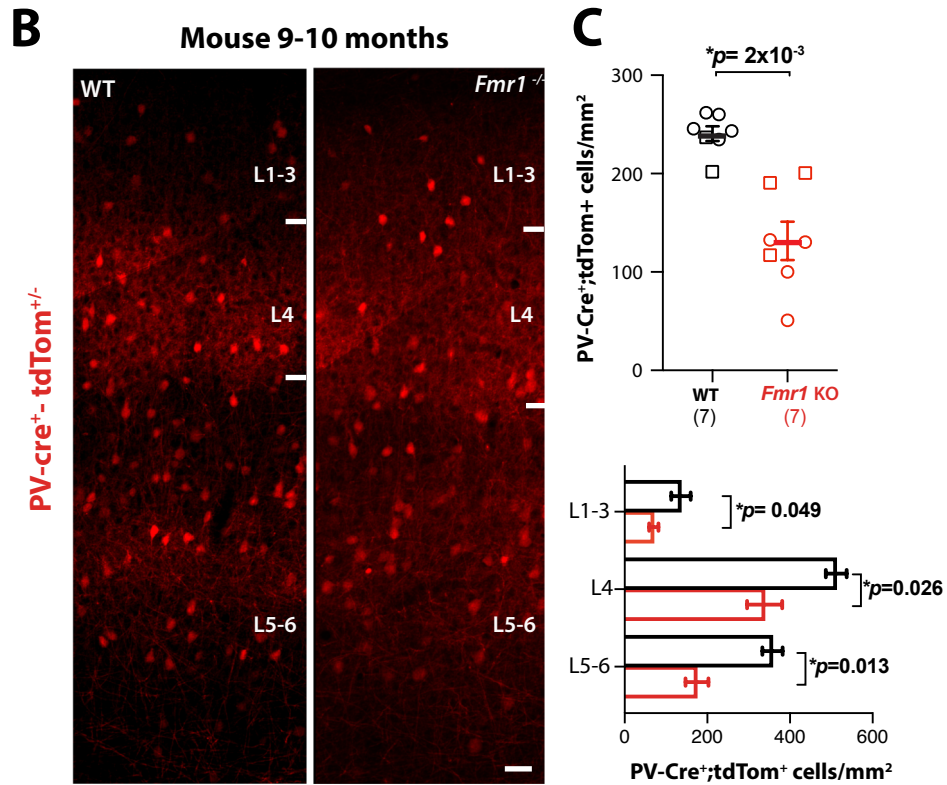 B
Mouse 9-10 months
PV-cre⁺- tdTom⁺/⁻
WT
L1-3
L4
L5-6
Fmr1 ⁻/⁻
L1-3
L4
L5-6
C
*p= 2x10⁻³
PV-Cre⁺;tdTom+ cells/mm²
300
200
100
0
WT
(7)
Fmr1 KO
(7)
L1-3
*p= 0.049
L4
*p=0.026
L5-6
*p=0.013
0 200 400 600
PV-Cre⁺;tdTom⁺ cells/mm²